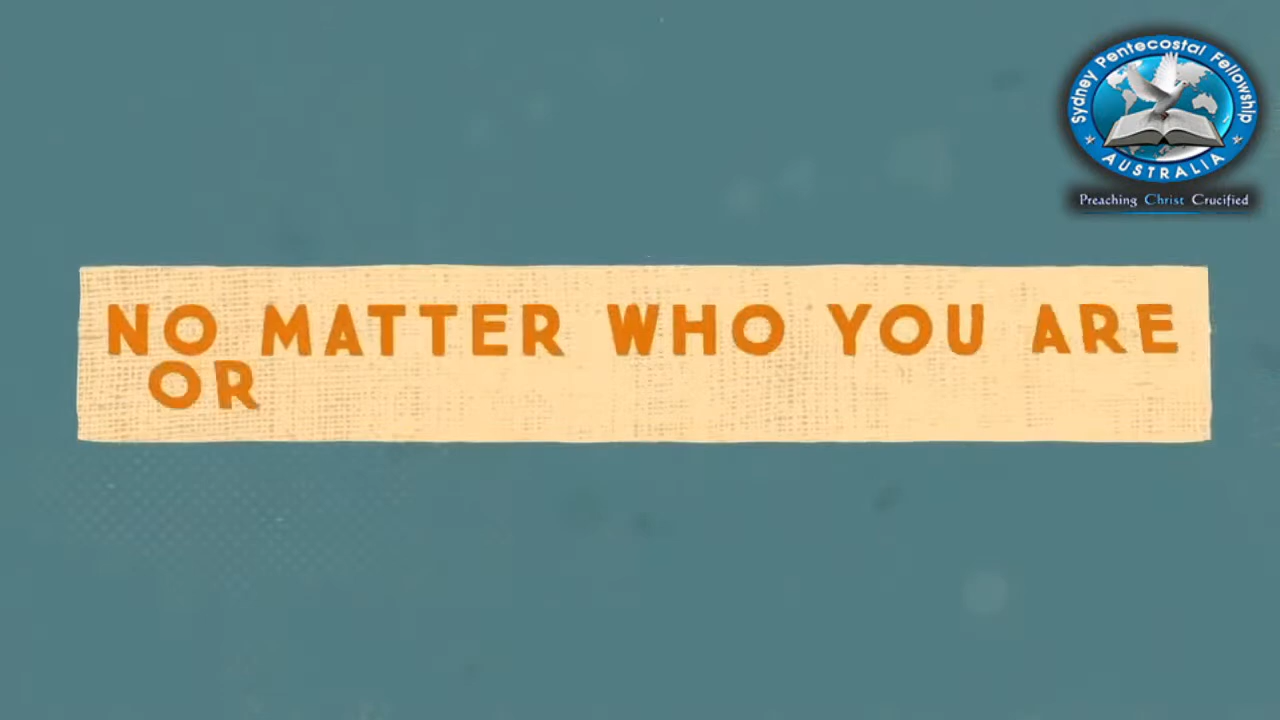 Sydney Pentecostal Fellowship
AUSTRALIA
Preaching Christ Crucified
NO MATTER WHO YOU ARE
OR